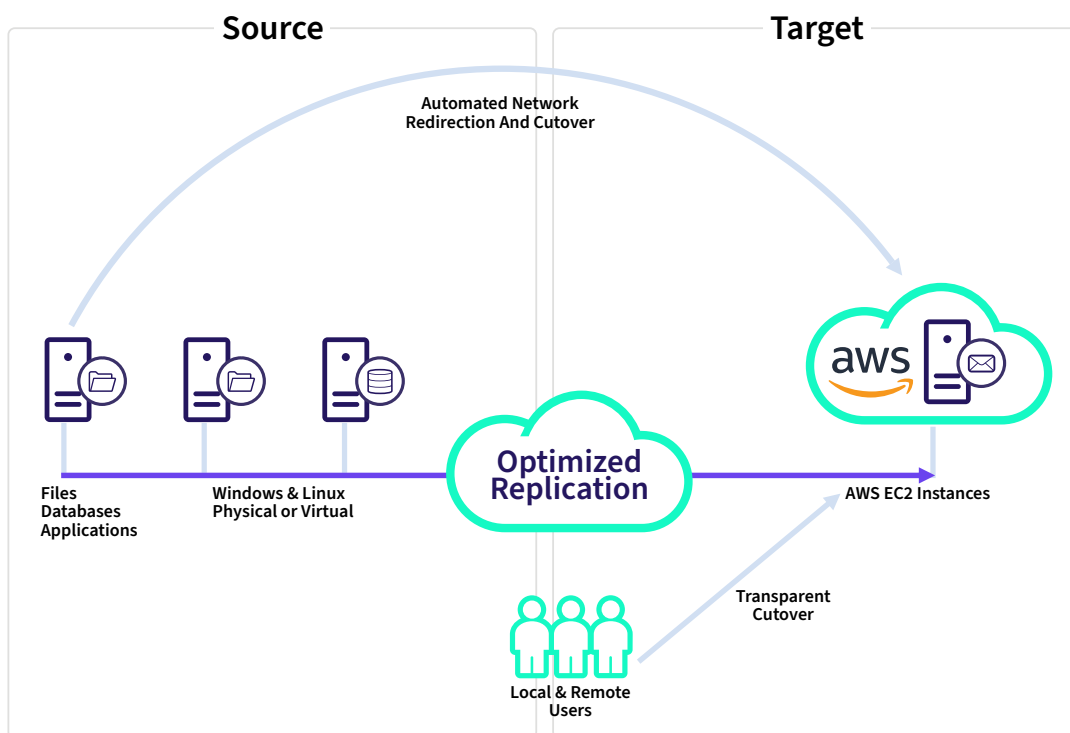 Source
Target
Automated Network
Redirection And Cutover
aws
Optimized
Replication
Files
Databases
Applications
Windows & Linux
Physical or Virtual
AWS EC2 Instances
Transparent
Cutover
Local & Remote
Users